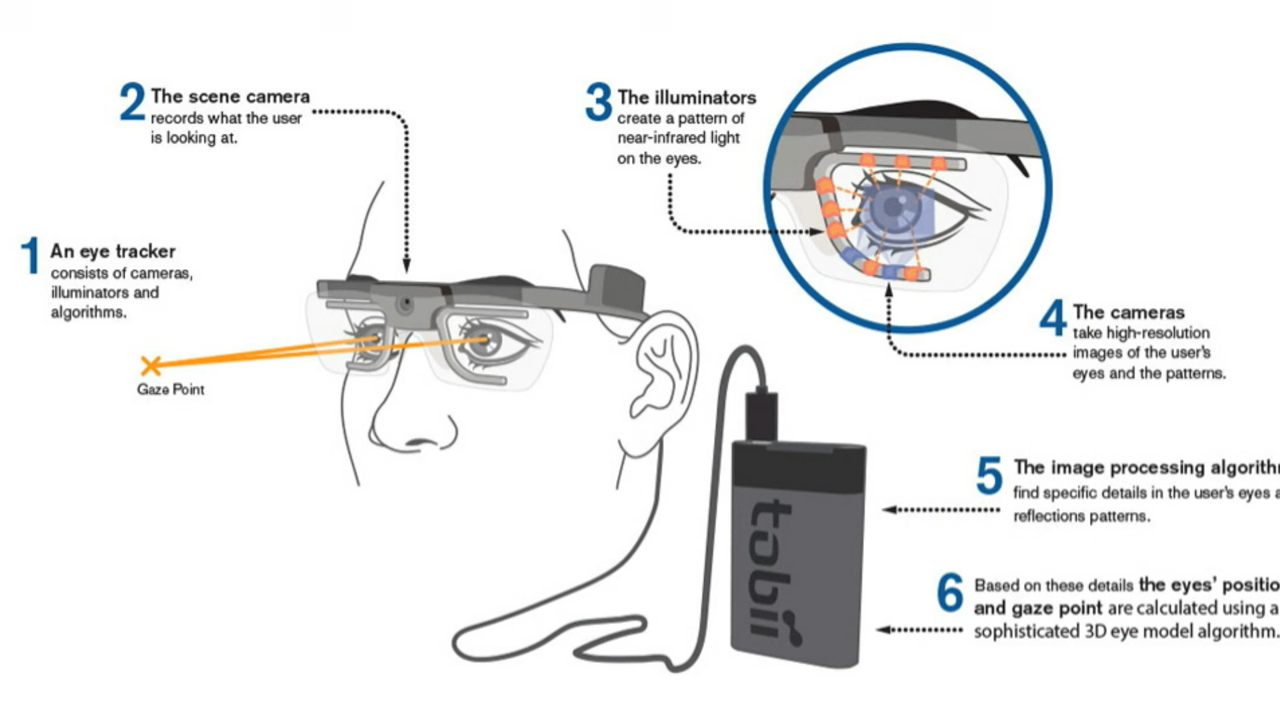 1
An eye tracker
consists of cameras,
illuminators and
algorithms.
2
The scene camera
records what the user
is looking at.
3
The illuminators
create a pattern of
near-infrared light
on the eyes.
4
The cameras
take high-resolution
images of the user's
eyes and the patterns.
Gaze Point
tobii
5
The image processing
find specific details in the user's eyes
reflections patterns.
6
Based on these details the eyes'
and gaze point are calculated using a
sophisticated 3D eye model algorithm.